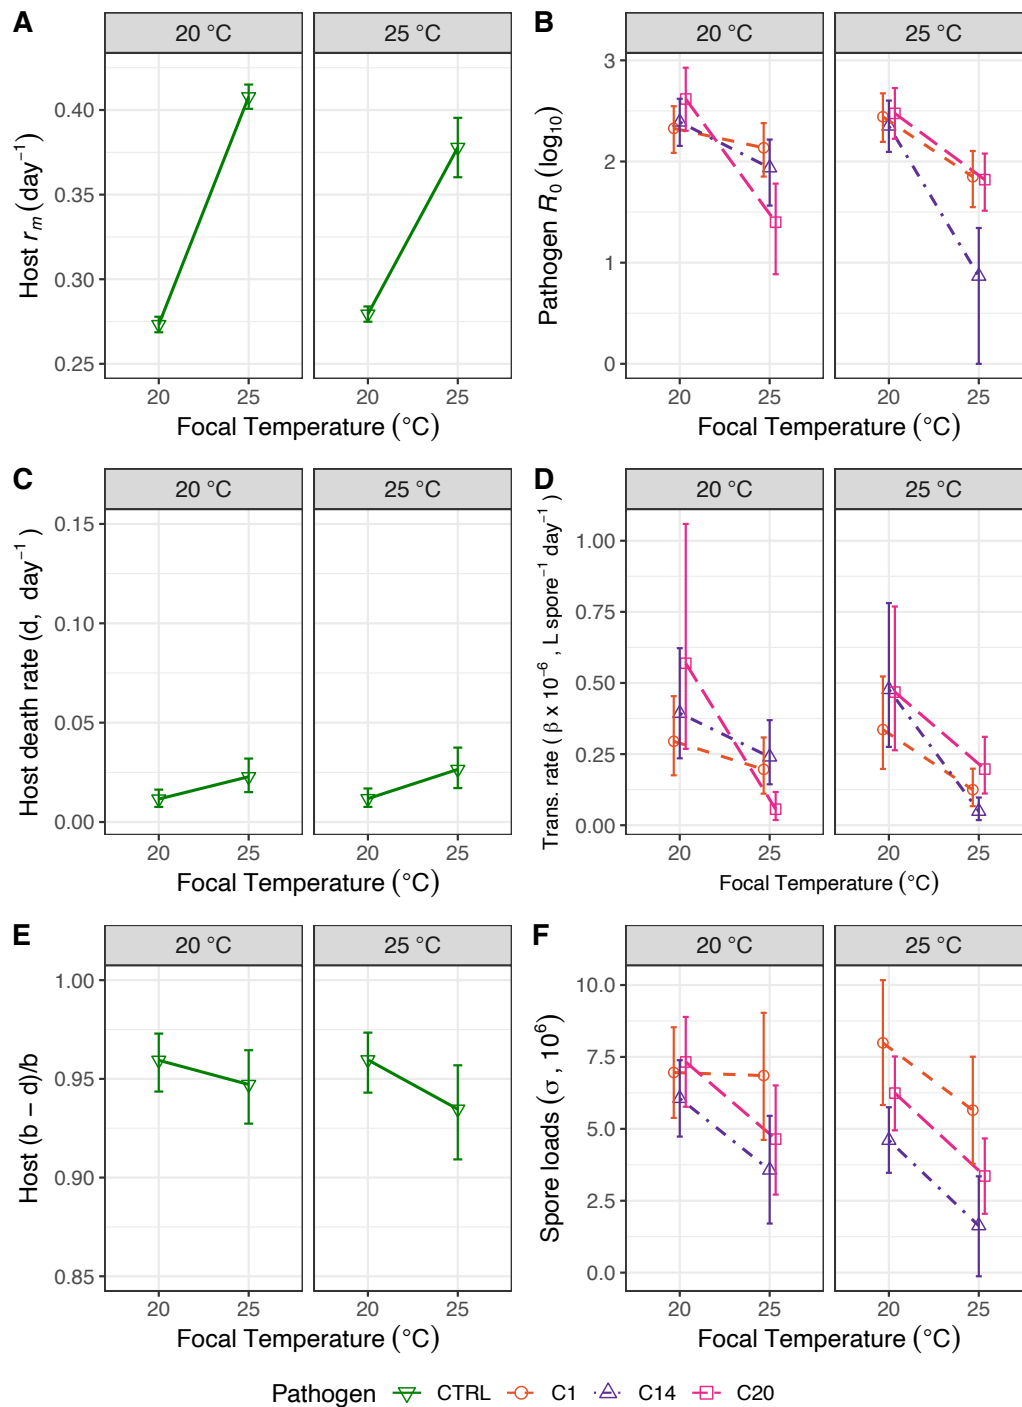 A
20 °C
25 °C
Host r_m (day⁻¹)
0.40
0.35
0.30
0.25
20
25
20
25
Focal Temperature (°C)
B
20 °C
25 °C
Pathogen R₀ (log₁₀)
3
2
1
0
20
25
20
25
Focal Temperature (°C)
C
20 °C
25 °C
Host death rate (d, day⁻¹)
0.15
0.10
0.05
0.00
20
25
20
25
Focal Temperature (°C)
D
20 °C
25 °C
Trans. rate (β x 10⁻⁶, L spore⁻¹ day⁻¹)
1.00
0.75
0.50
0.25
0.00
20
25
20
25
Focal Temperature (°C)
E
20 °C
25 °C
Host (b − d)/b
1.00
0.95
0.90
0.85
20
25
20
25
Focal Temperature (°C)
F
20 °C
25 °C
Spore loads (σ, 10⁶)
10.0
7.5
5.0
2.5
0.0
20
25
20
25
Focal Temperature (°C)
Pathogen CTRL C1 C14 C20